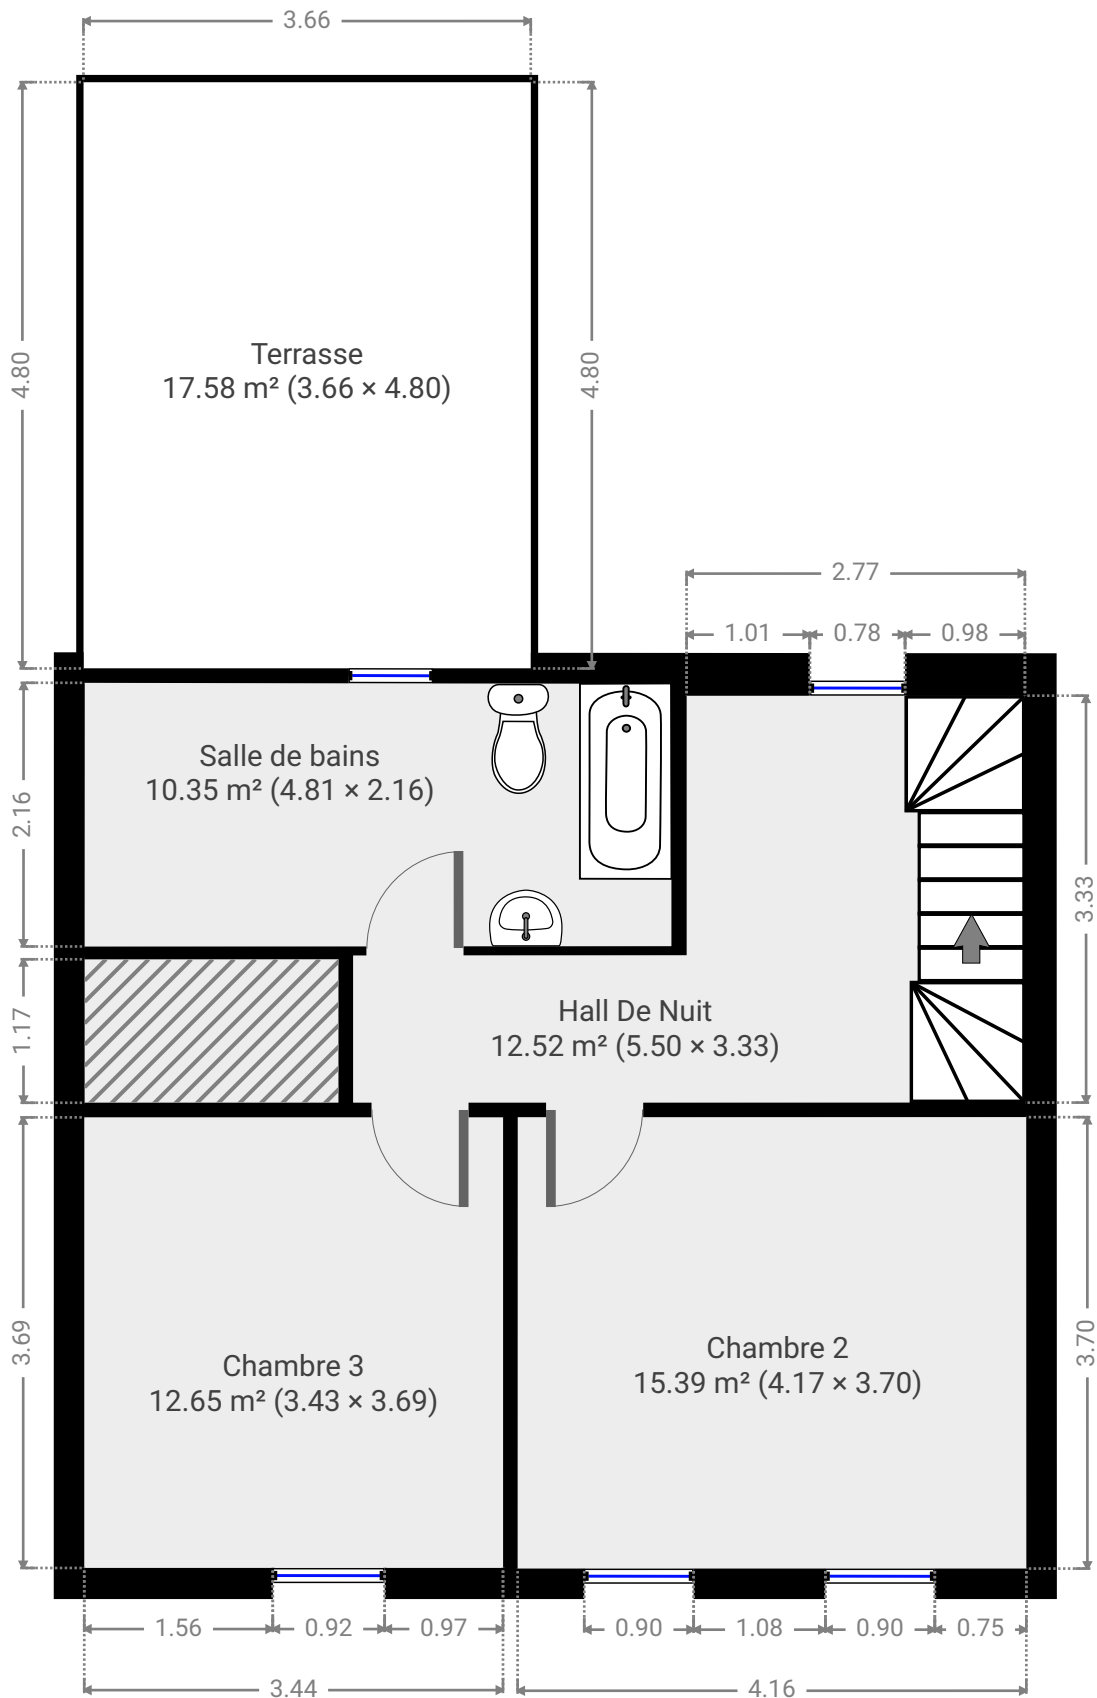 3.66
4.80
4.80
Terrasse
17.58 m² (3.66 × 4.80)
2.77
1.01
0.78
0.98
Salle de bains
10.35 m² (4.81 × 2.16)
2.16
3.33
1.17
Hall De Nuit
12.52 m² (5.50 × 3.33)
3.69
Chambre 3
12.65 m² (3.43 × 3.69)
Chambre 2
15.39 m² (4.17 × 3.70)
3.70
1.56
0.92
0.97
0.90
1.08
0.90
0.75
3.44
4.16